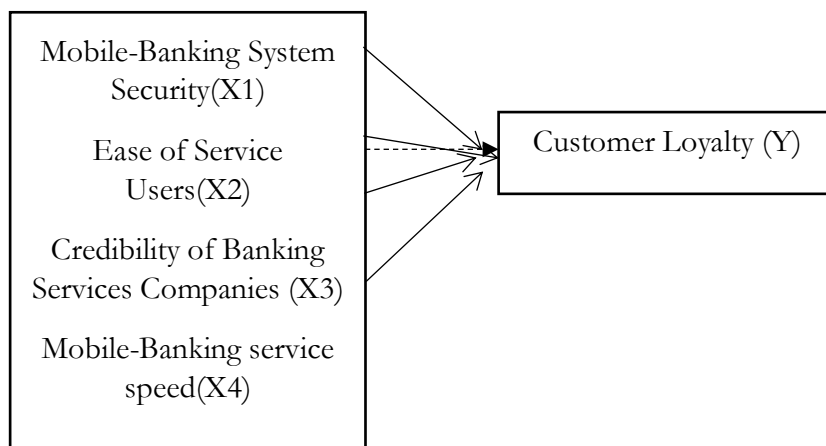 Mobile-Banking System
Security(X1)
Ease of Service
Users(X2)
Credibility of Banking
Services Companies (X3)
Mobile-Banking service
speed(X4)
Customer Loyalty (Y)